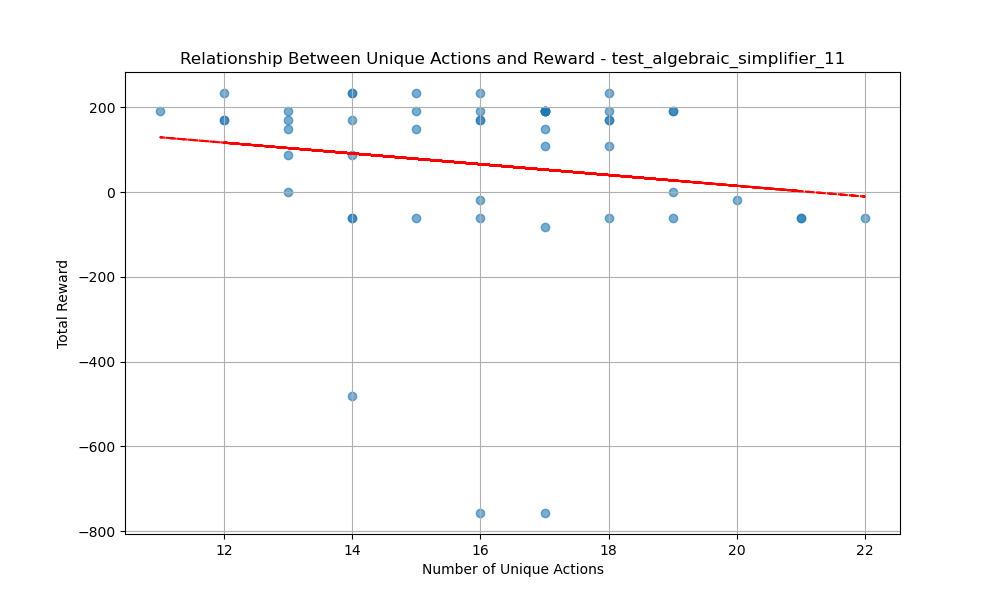 Relationship Between Unique Actions and Reward - test_algebraic_simplifier_11
200
0
−200
−400
−600
−800
Total Reward
12 14 16 18 20 22
Number of Unique Actions